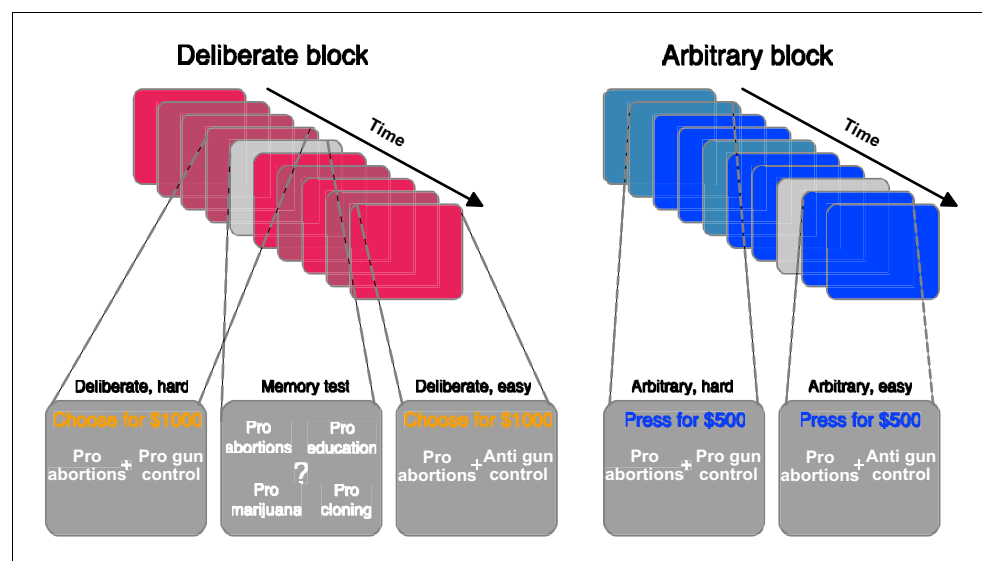 Deliberate block
Arbitrary block
Time
Time
Deliberate, hard
Memory test
Deliberate, easy
Arbitrary, hard
Arbitrary, easy
Choose for $1000
Pro abortions + Pro gun control
Pro abortions
Pro education
?
Pro marijuana
Pro cloning
Choose for $1000
Pro abortions + Anti gun control
Press for $500
Pro abortions + Pro gun control
Press for $500
Pro abortions + Anti gun control